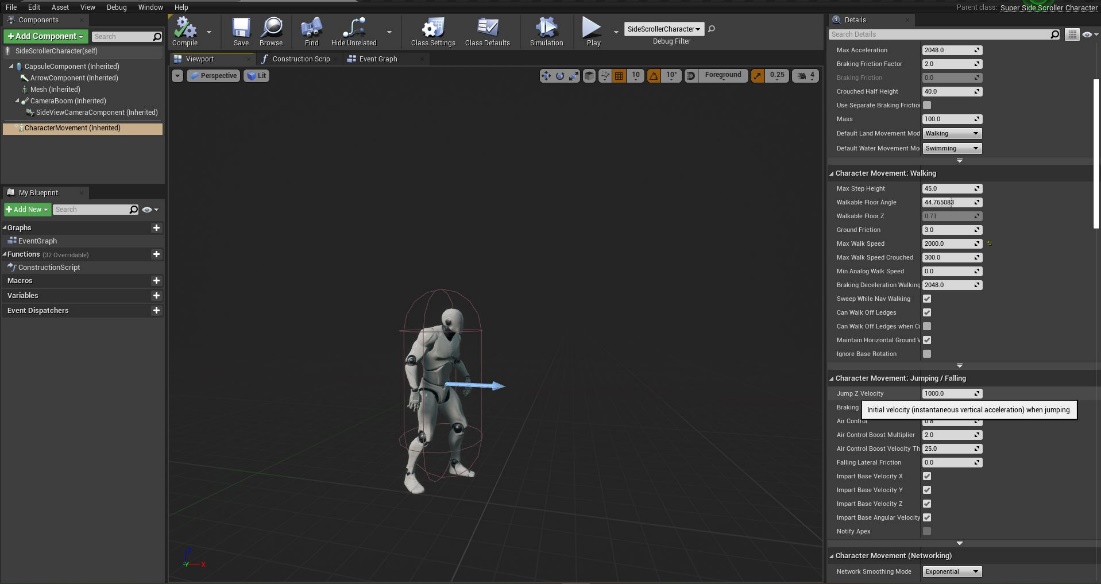 File Edit Asset View Debug Window Help
Parent class: Super Side Scroller Character
Components
+Add Component
Search
SideScrollerCharacter(self)
CapsuleComponent (Inherited)
ArrowComponent (Inherited)
Mesh (Inherited)
CameraBoom (Inherited)
SideViewCameraComponent (Inherited)
CharacterMovement (Inherited)
My Blueprint
+Add New
Search
Graphs
EventGraph
Functions (32 Overridable)
ConstructionScript
Macros
Variables
Event Dispatchers
Compile
Save
Browse
Find
Hide Unrelated
Class Settings
Class Defaults
Simulation
Play
SideScrollerCharacter
Debug Filter
Viewport
Construction Scrip
Event Graph
Perspective
Lit
10
10°
Foreground
0.25
4
Details
Search Details
Max Acceleration 2048.0
Braking Friction Factor 2.0
Braking Friction 0.0
Crouched Half Height 40.0
Use Separate Braking Frictio
Mass 100.0
Default Land Movement Mod Walking
Default Water Movement Mo Swimming
Character Movement: Walking
Max Step Height 45.0
Walkable Floor Angle 44.765083
Walkable Floor Z 0.71
Ground Friction 3.0
Max Walk Speed 2000.0
Max Walk Speed Crouched 300.0
Min Analog Walk Speed 0.0
Braking Deceleration Walking 2048.0
Sweep While Nav Walking
Can Walk Off Ledges
Can Walk Off Ledges when C
Maintain Horizontal Ground V
Ignore Base Rotation
Character Movement: Jumping / Falling
Jump Z Velocity 1000.0
Braking
Initial velocity (instantaneous vertical acceleration) when jumping
Air Control 0.8
Air Control Boost Multiplier 2.0
Air Control Boost Velocity Th 25.0
Falling Lateral Friction 0.0
Impart Base Velocity X
Impart Base Velocity Y
Impart Base Velocity Z
Impart Base Angular Velocity
Notify Apex
Character Movement (Networking)
Network Smoothing Mode Exponential